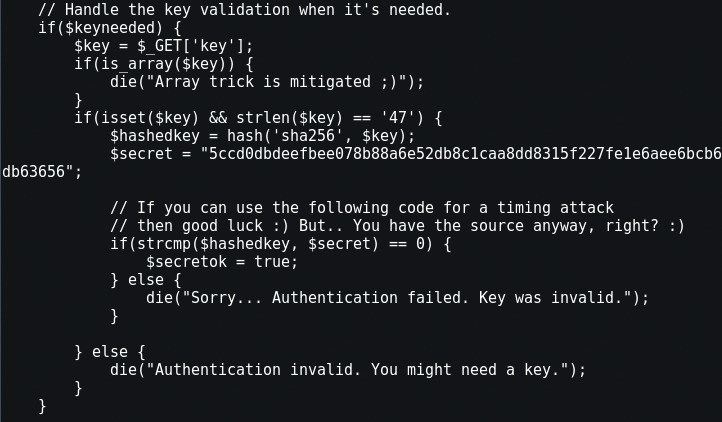 // Handle the key validation when it's needed.
if($keyneeded) {
$key = $_GET['key'];
if(is_array($key)) {
die("Array trick is mitigated ;)");
}
if(isset($key) && strlen($key) == '47') {
$hashedkey = hash('sha256', $key);
$secret = "5ccd0dbdeefbee078b88a6e52db8c1caa8dd8315f227fe1e6aee6bcb6
db63656";

// If you can use the following code for a timing attack
// then good luck :) But.. You have the source anyway, right? :)
if(strcmp($hashedkey, $secret) == 0) {
$secretok = true;
} else {
die("Sorry... Authentication failed. Key was invalid.");
}

} else {
die("Authentication invalid. You might need a key.");
}
}